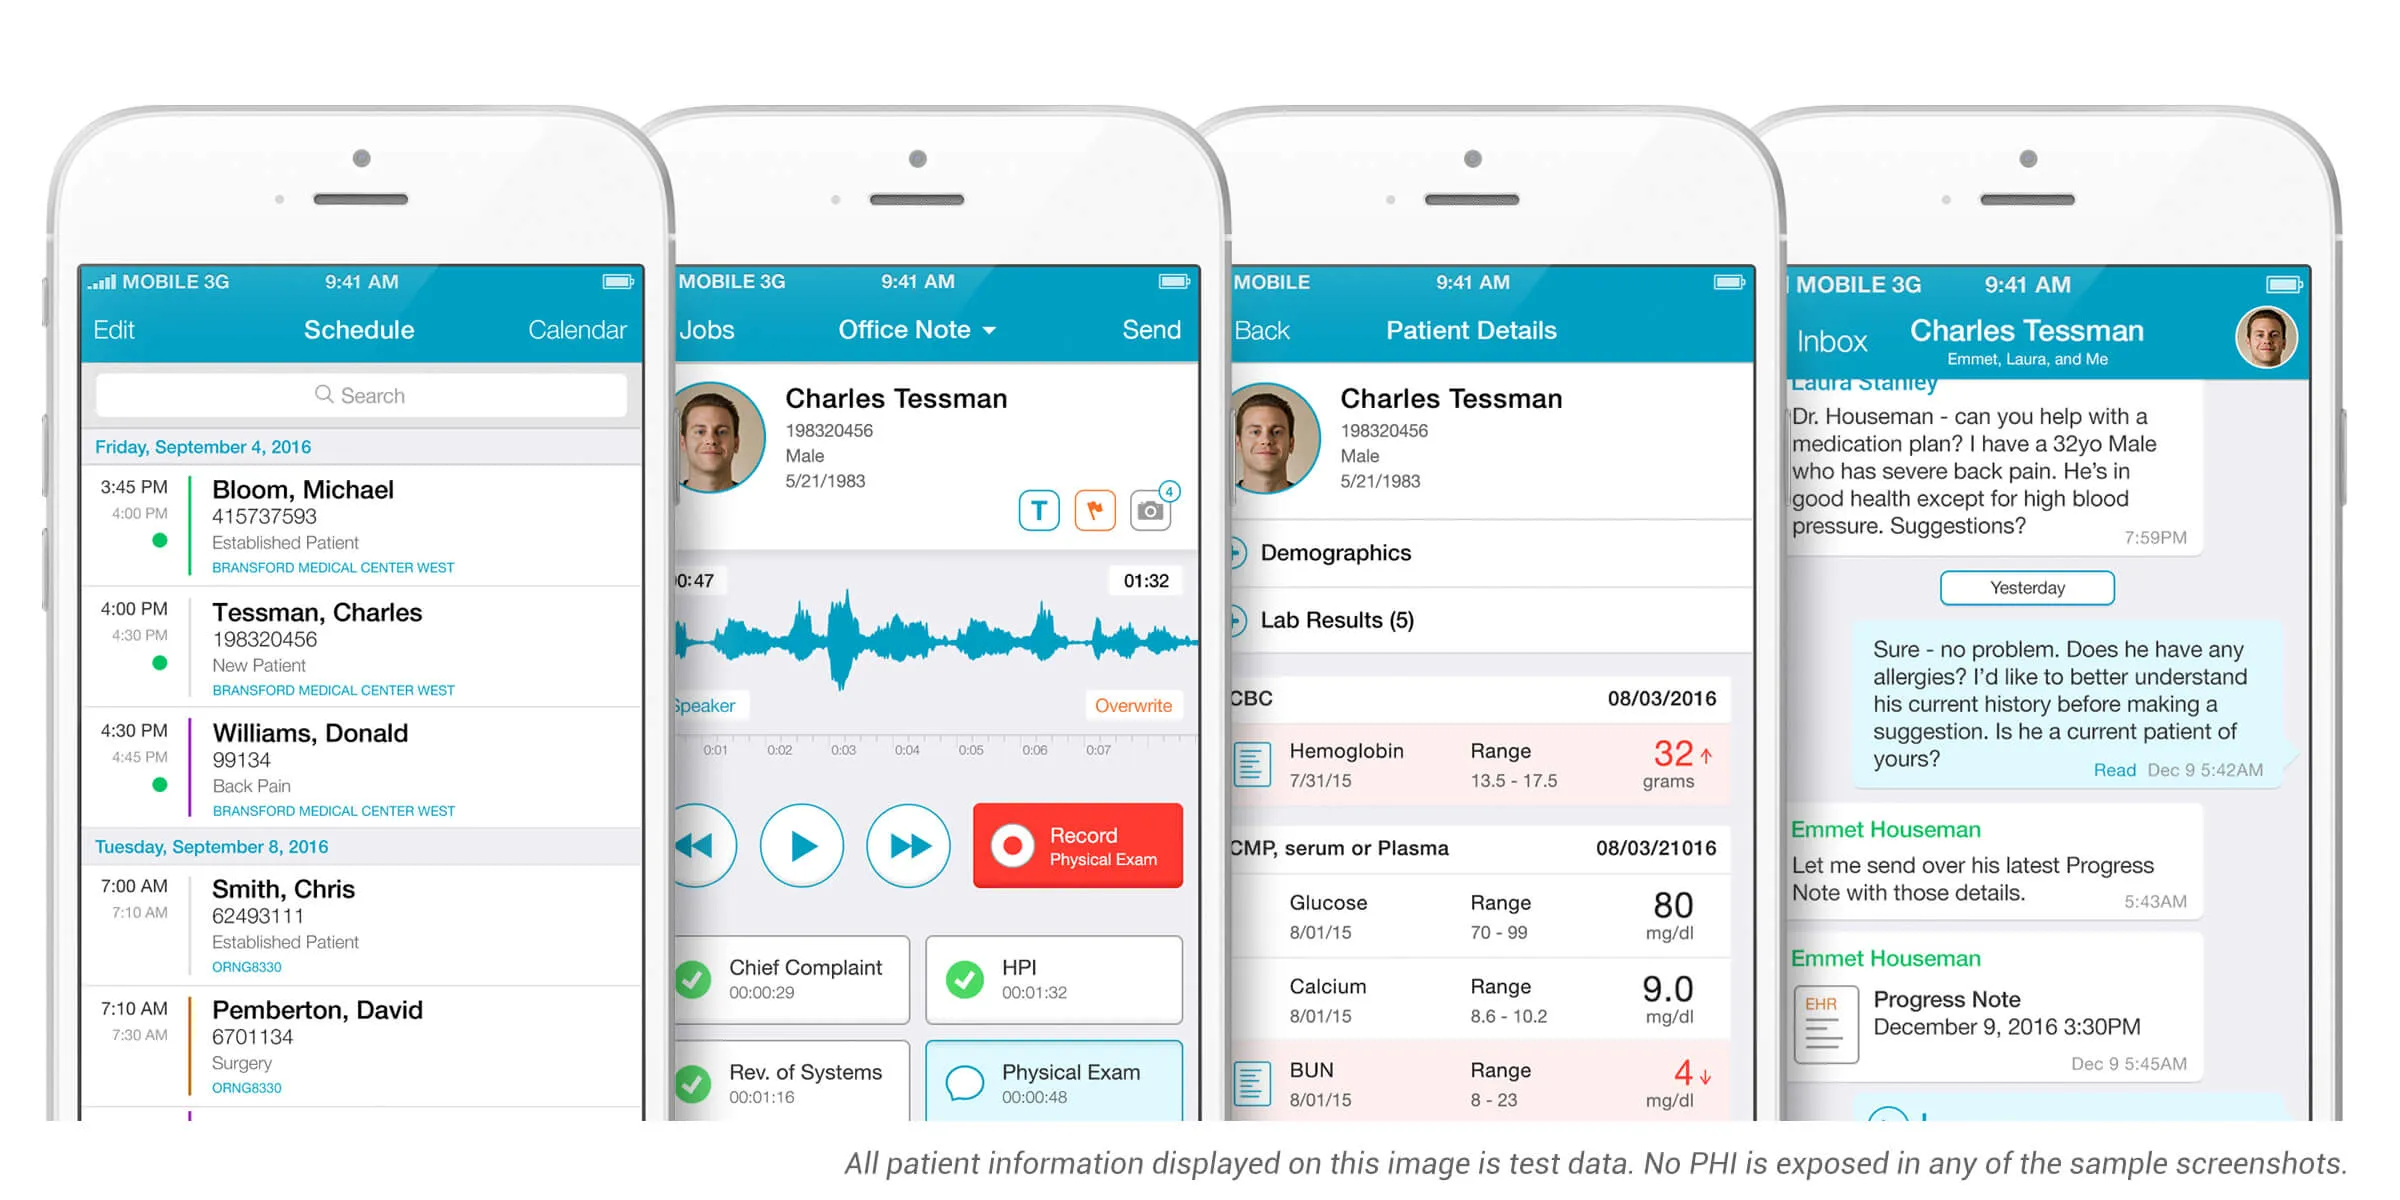 MOBILE 3G 9:41 AM
Edit Schedule Calendar
Search
Friday, September 4, 2016
3:45 PM Bloom, Michael
4:00 PM 415737593
Established Patient
BRANSFORD MEDICAL CENTER WEST
4:00 PM Tessman, Charles
4:30 PM 198320456
New Patient
BRANSFORD MEDICAL CENTER WEST
4:30 PM Williams, Donald
4:45 PM 99134
Back Pain
BRANSFORD MEDICAL CENTER WEST
Tuesday, September 8, 2016
7:00 AM Smith, Chris
7:10 AM 62493111
Established Patient
ORNG8330
7:10 AM Pemberton, David
7:30 AM 6701134
Surgery
ORNG8330
MOBILE 3G 9:41 AM
Jobs Office Note Send
Charles Tessman
198320456
Male
5/21/1983
T 4
0:47 01:32
Speaker Overwrite
0:01 0:02 0:03 0:04 0:05 0:06 0:07
Record
Physical Exam
Chief Complaint HPI
00:00:29 00:01:32
Rev. of Systems Physical Exam
00:01:16 00:00:48
MOBILE 9:41 AM
Back Patient Details
Charles Tessman
198320456
Male
5/21/1983
Demographics
Lab Results (5)
CBC 08/03/2016
Hemoglobin Range 32
7/31/15 13.5 - 17.5 grams
CMP, serum or Plasma 08/03/21016
Glucose Range 80
8/01/15 70 - 99 mg/dl
Calcium Range 9.0
8/01/15 8.6 - 10.2 mg/dl
BUN Range 4
8/01/15 8 - 23 mg/dl
MOBILE 3G 9:41 AM
Inbox Charles Tessman
Emmet, Laura, and Me
Laura Stanley
Dr. Houseman - can you help with a
medication plan? I have a 32yo Male
who has severe back pain. He's in
good health except for high blood
pressure. Suggestions?
7:59PM
Yesterday
Sure - no problem. Does he have any
allergies? I'd like to better understand
his current history before making a
suggestion. Is he a current patient of
yours?
Read Dec 9 5:42AM
Emmet Houseman
Let me send over his latest Progress
Note with those details.
5:43AM
Emmet Houseman
EHR Progress Note
December 9, 2016 3:30PM
Dec 9 5:45AM
All patient information displayed on this image is test data. No PHI is exposed in any of the sample screenshots.